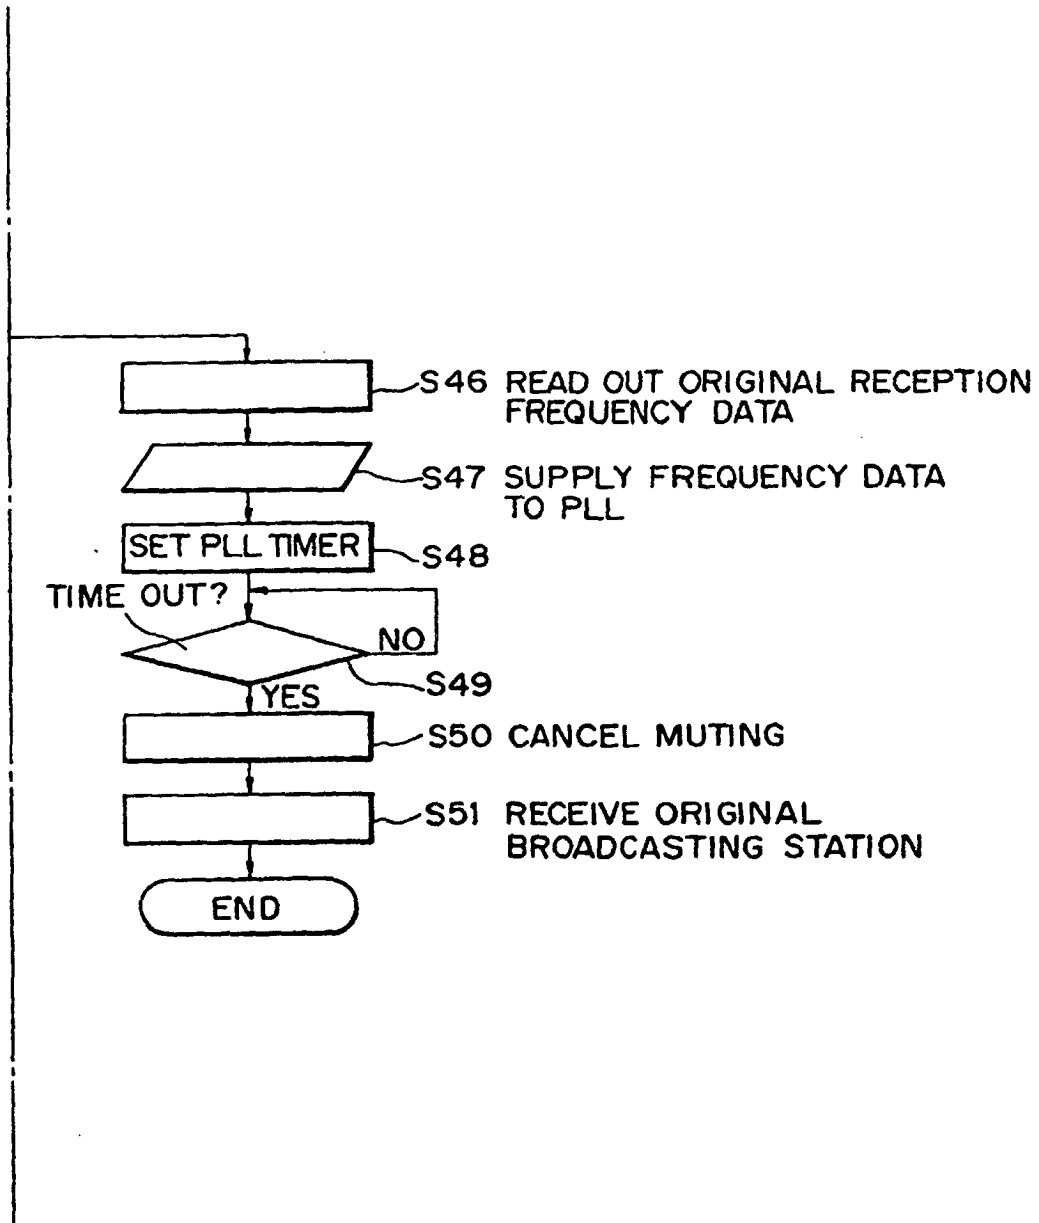 S46 READ OUT ORIGINAL RECEPTION
FREQUENCY DATA
S47 SUPPLY FREQUENCY DATA
TO PLL
SET PLL TIMER
S48
TIME OUT?
NO
S49
YES
S50 CANCEL MUTING
S51 RECEIVE ORIGINAL
BROADCASTING STATION
END